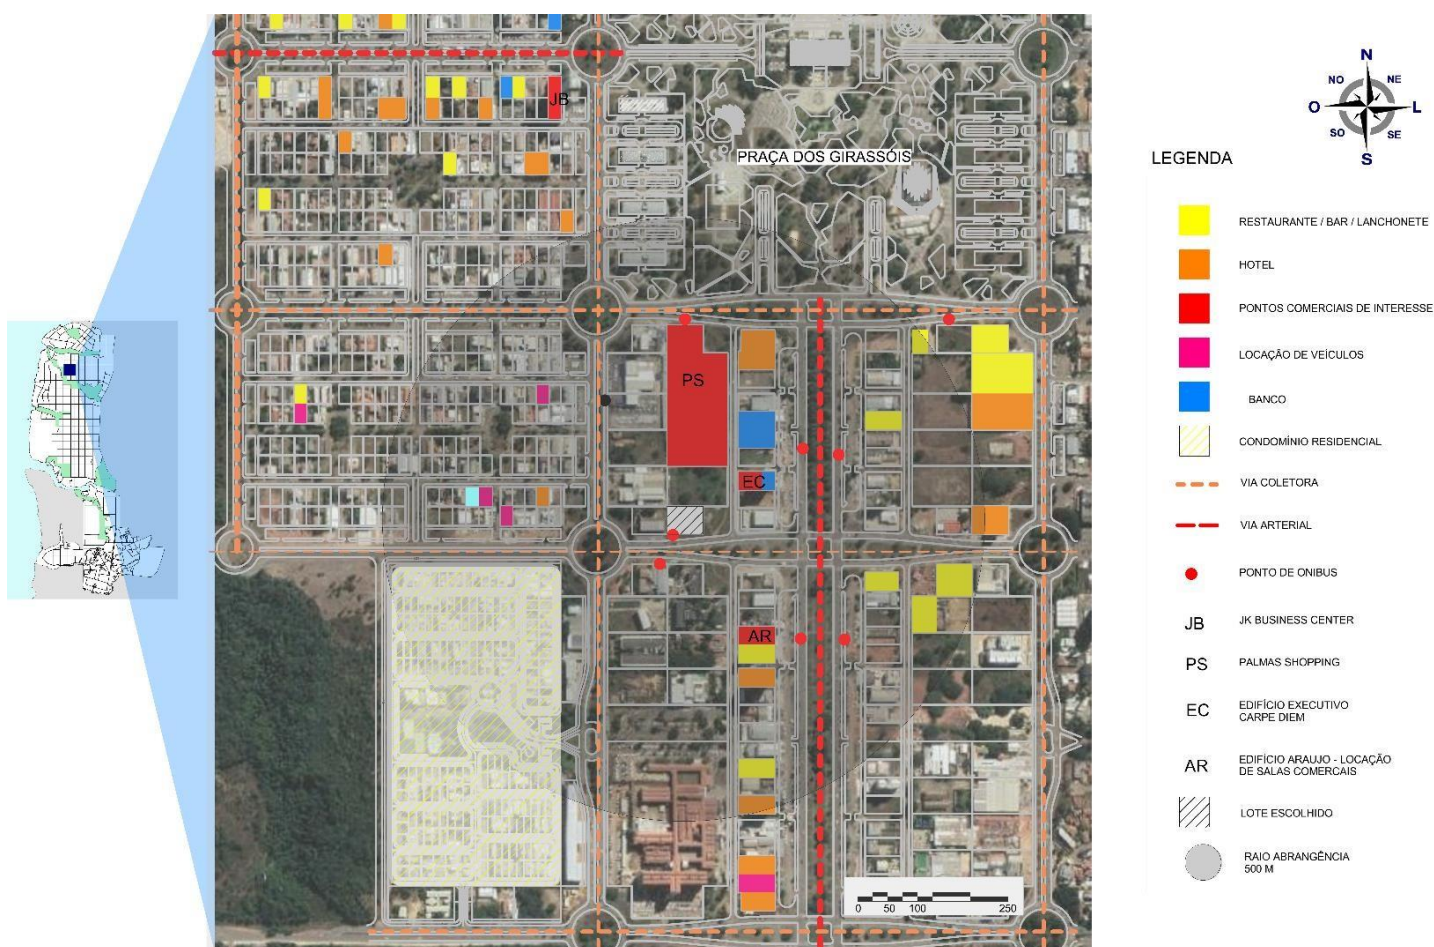 JB
PRAÇA DOS GIRASSÓIS
PS
EC
AR
0 50 100 250
N
NO NE
O L
SO SE
S
LEGENDA
RESTAURANTE / BAR / LANCHONETE
HOTEL
PONTOS COMERCIAIS DE INTERESSE
LOCAÇÃO DE VEÍCULOS
BANCO
CONDOMÍNIO RESIDENCIAL
VIA COLETORA
VIA ARTERIAL
PONTO DE ONIBUS
JB JK BUSINESS CENTER
PS PALMAS SHOPPING
EC EDIFÍCIO EXECUTIVO
CARPE DIEM
AR EDIFÍCIO ARAUJO - LOCAÇÃO
DE SALAS COMERCAIS
LOTE ESCOLHIDO
RAIO ABRANGÊNCIA
500 M